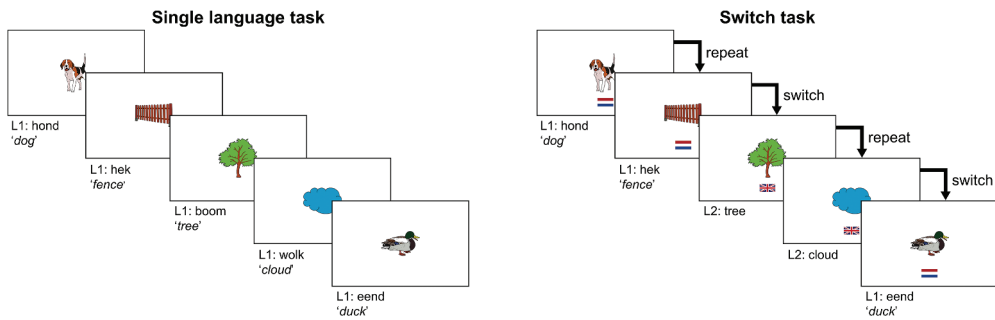 Single language task
L1: hond
‘dog’
L1: hek
‘fence‘
L1: boom
‘tree’
L1: wolk
‘cloud’
L1: eend
‘duck’
Switch task
repeat
switch
repeat
switch
L1: hond
‘dog’
L1: hek
‘fence’
L2: tree
L2: cloud
L1: eend
‘duck’